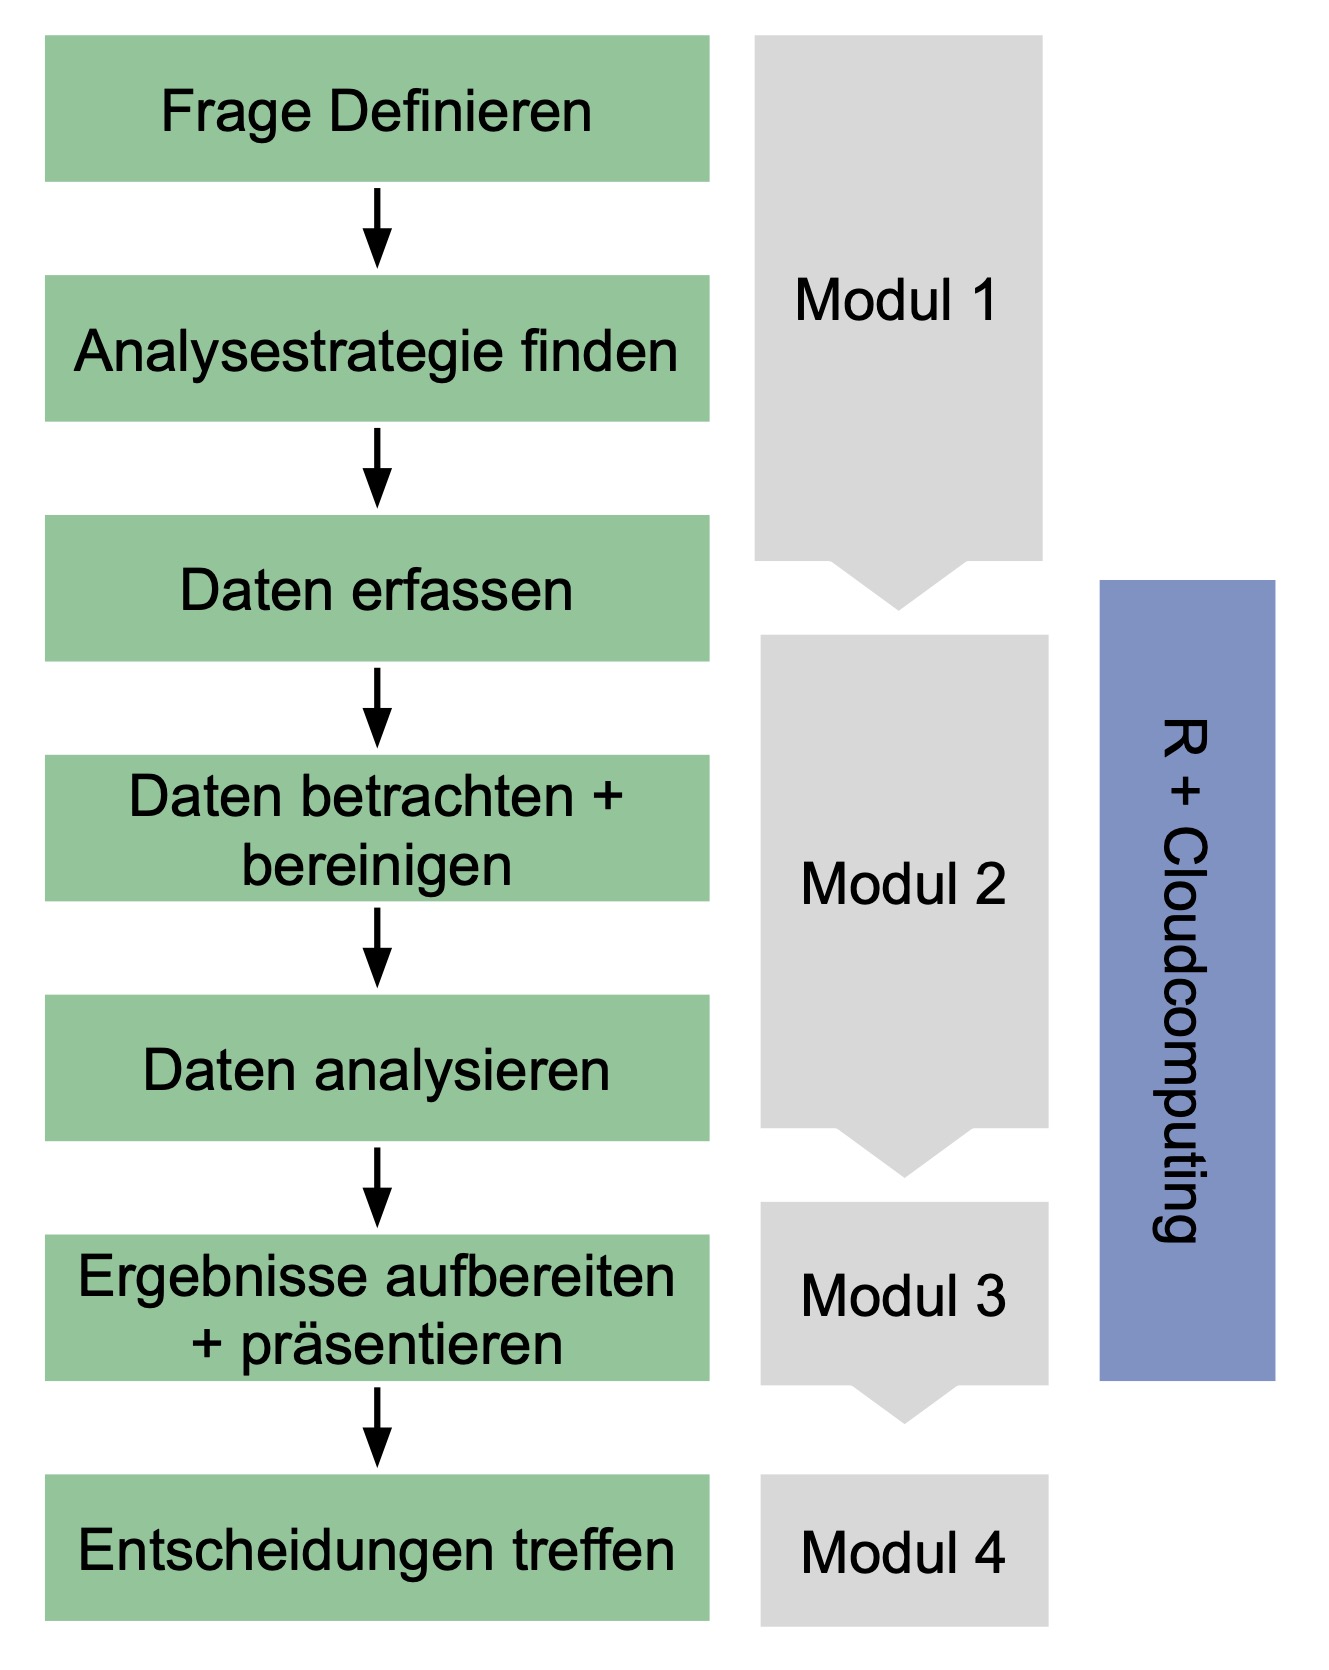 Frage Definieren
Analysestrategie finden
Daten erfassen
Daten betrachten +
bereinigen
Daten analysieren
Ergebnisse aufbereiten
+ präsentieren
Entscheidungen treffen
Modul 1
Modul 2
Modul 3
Modul 4
R + Cloudcomputing